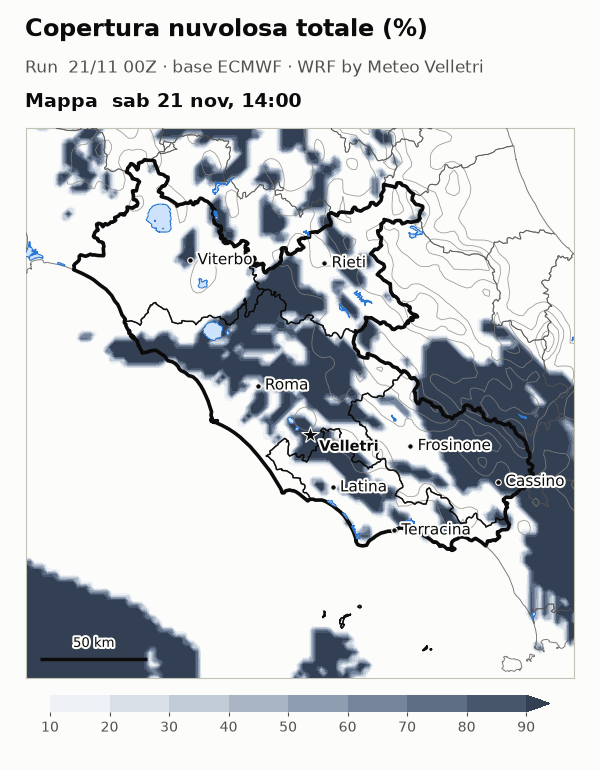 Copertura nuvolosa totale (%)
Run  21/11 00Z · base ECMWF · WRF by Meteo Velletri
Mappa  sab 21 nov, 14:00
Viterbo
Rieti
Roma
Velletri
Frosinone
Cassino
Latina
Terracina
50 km
10 20 30 40 50 60 70 80 90